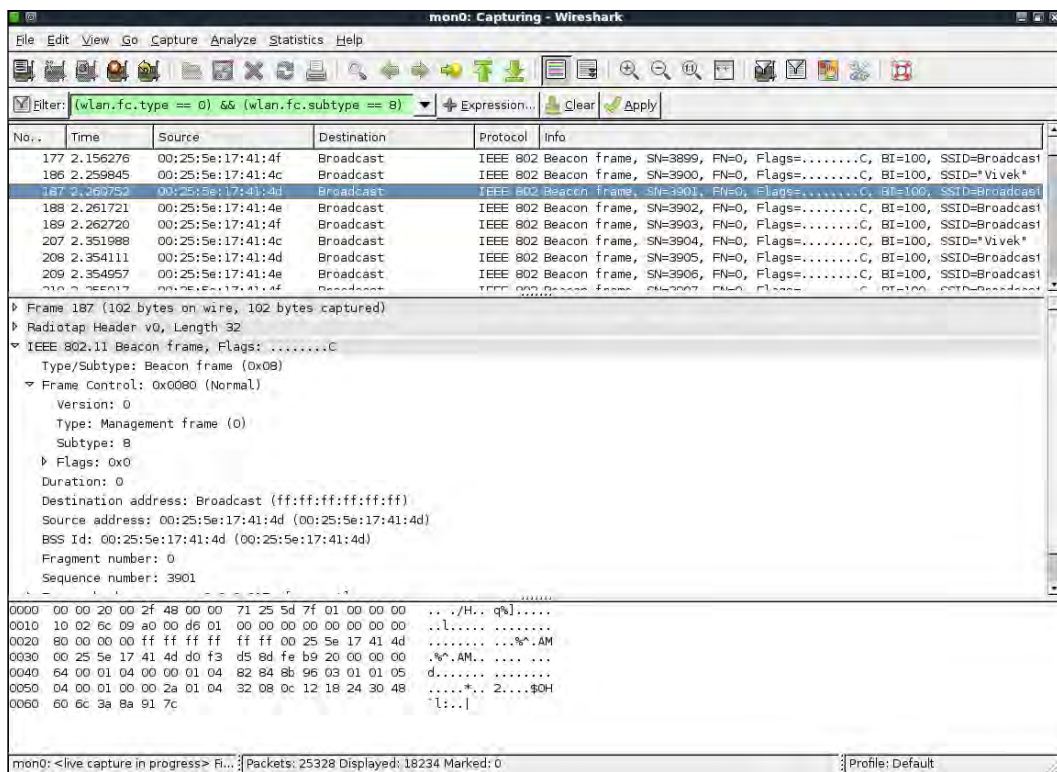 mon0: Capturing - Wireshark
File Edit View Go Capture Analyze Statistics Help
Filter: (wlan.fc.type == 0) && (wlan.fc.subtype == 8) Expression... Clear Apply
No.. Time Source Destination Protocol Info
177 2.156276 00:25:5e:17:41:4f Broadcast IEEE 802 Beacon frame, SN=3899, FN=0, Flags=........C, BI=100, SSID=Broadcast
186 2.259845 00:25:5e:17:41:4c Broadcast IEEE 802 Beacon frame, SN=3900, FN=0, Flags=........C, BI=100, SSID="Vivek"
187 2.260752 00:25:5e:17:41:4d Broadcast IEEE 802 Beacon frame, SN=3901, FN=0, Flags=........C, BI=100, SSID=Broadcast
188 2.261721 00:25:5e:17:41:4e Broadcast IEEE 802 Beacon frame, SN=3902, FN=0, Flags=........C, BI=100, SSID=Broadcast
189 2.262720 00:25:5e:17:41:4f Broadcast IEEE 802 Beacon frame, SN=3903, FN=0, Flags=........C, BI=100, SSID=Broadcast
207 2.351988 00:25:5e:17:41:4c Broadcast IEEE 802 Beacon frame, SN=3904, FN=0, Flags=........C, BI=100, SSID="Vivek"
208 2.354111 00:25:5e:17:41:4d Broadcast IEEE 802 Beacon frame, SN=3905, FN=0, Flags=........C, BI=100, SSID=Broadcast
209 2.354957 00:25:5e:17:41:4e Broadcast IEEE 802 Beacon frame, SN=3906, FN=0, Flags=........C, BI=100, SSID=Broadcast
Frame 187 (102 bytes on wire, 102 bytes captured)
Radiotap Header v0, Length 32
IEEE 802.11 Beacon frame, Flags: ........C
Type/Subtype: Beacon frame (0x08)
Frame Control: 0x0080 (Normal)
Version: 0
Type: Management frame (0)
Subtype: 8
Flags: 0x0
Duration: 0
Destination address: Broadcast (ff:ff:ff:ff:ff:ff)
Source address: 00:25:5e:17:41:4d (00:25:5e:17:41:4d)
BSS Id: 00:25:5e:17:41:4d (00:25:5e:17:41:4d)
Fragment number: 0
Sequence number: 3901
0000 00 00 20 00 2f 48 00 00 71 25 5d 7f 01 00 00 00 .. ./H.. q%].....
0010 10 02 6c 09 a0 00 d6 01 00 00 00 00 00 00 00 00 ..l..... ........
0020 80 00 00 00 ff ff ff ff ff ff 00 25 5e 17 41 4d ........ ...%^.AM
0030 00 25 5e 17 41 4d d0 f3 d5 8d fe b9 20 00 00 00 .%^.AM.. .... ...
0040 64 00 01 04 00 00 01 04 82 84 8b 96 03 01 01 05 d....... ........
0050 04 00 01 00 00 2a 01 04 32 08 0c 12 18 24 30 48 .....*.. 2....$0H
0060 60 6c 3a 8a 91 7c `l:..|
mon0: <live capture in progress> Fi... Packets: 25328 Displayed: 18234 Marked: 0 Profile: Default